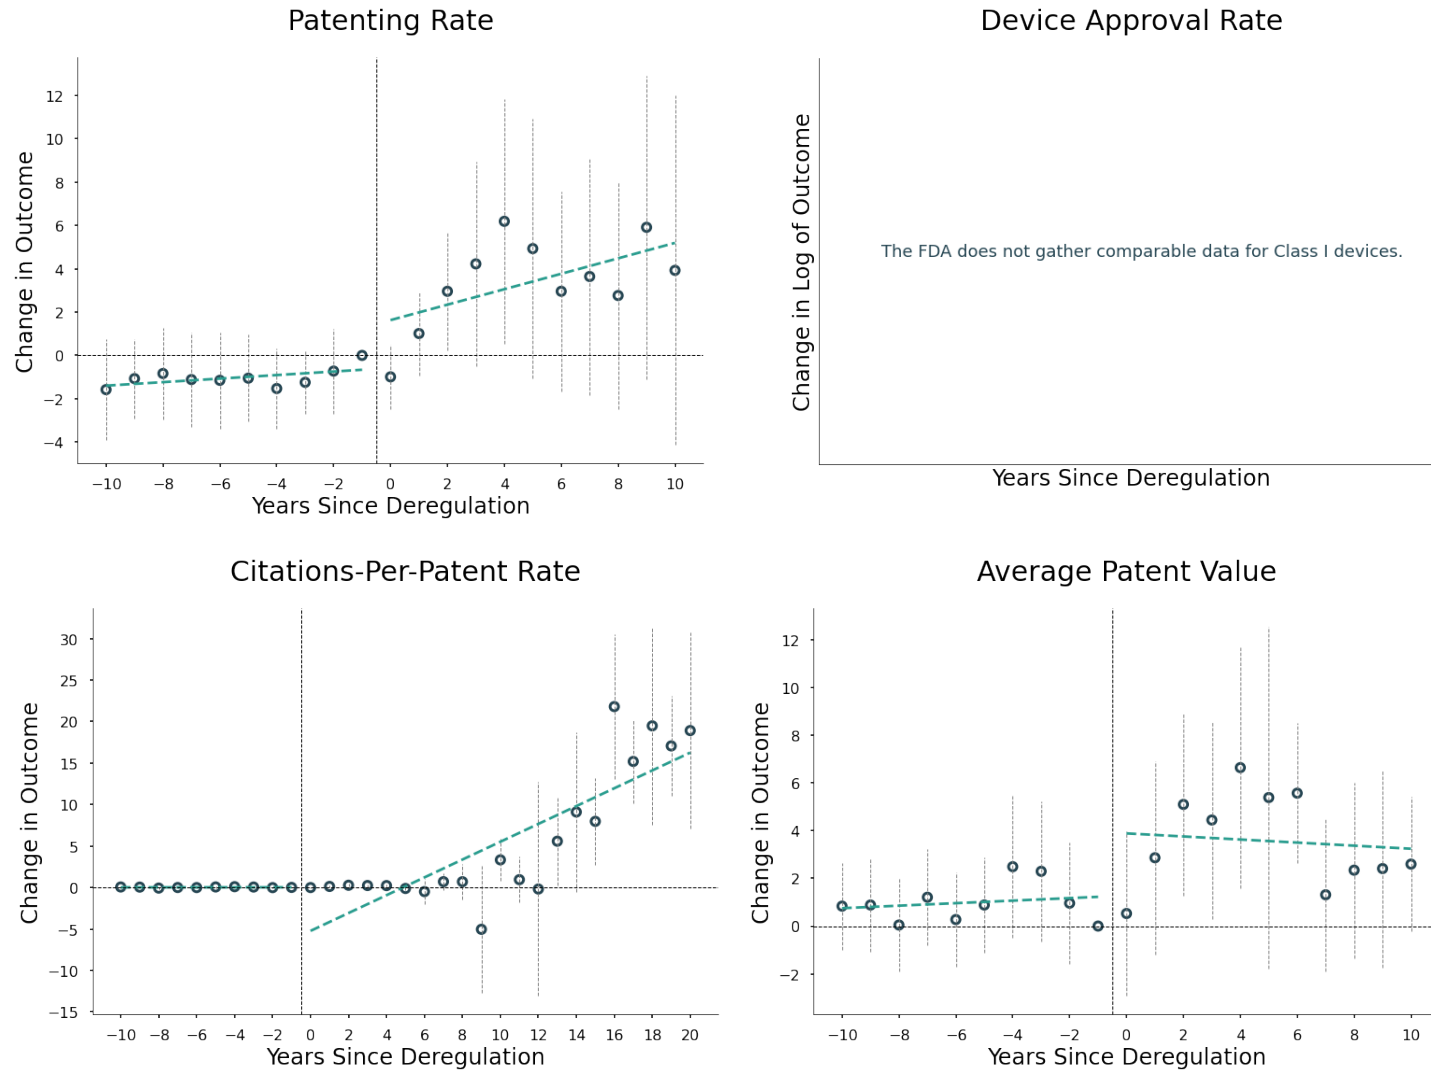 Patenting Rate
Change in Outcome
12
10
8
6
4
2
0
−2
−4
−10 −8 −6 −4 −2 0 2 4 6 8 10
Years Since Deregulation
Device Approval Rate
Change in Log of Outcome
The FDA does not gather comparable data for Class I devices.
Years Since Deregulation
Citations-Per-Patent Rate
Change in Outcome
30
25
20
15
10
5
0
−5
−10
−15
−10 −8 −6 −4 −2 0 2 4 6 8 10 12 14 16 18 20
Years Since Deregulation
Average Patent Value
Change in Outcome
12
10
8
6
4
2
0
−2
−10 −8 −6 −4 −2 0 2 4 6 8 10
Years Since Deregulation